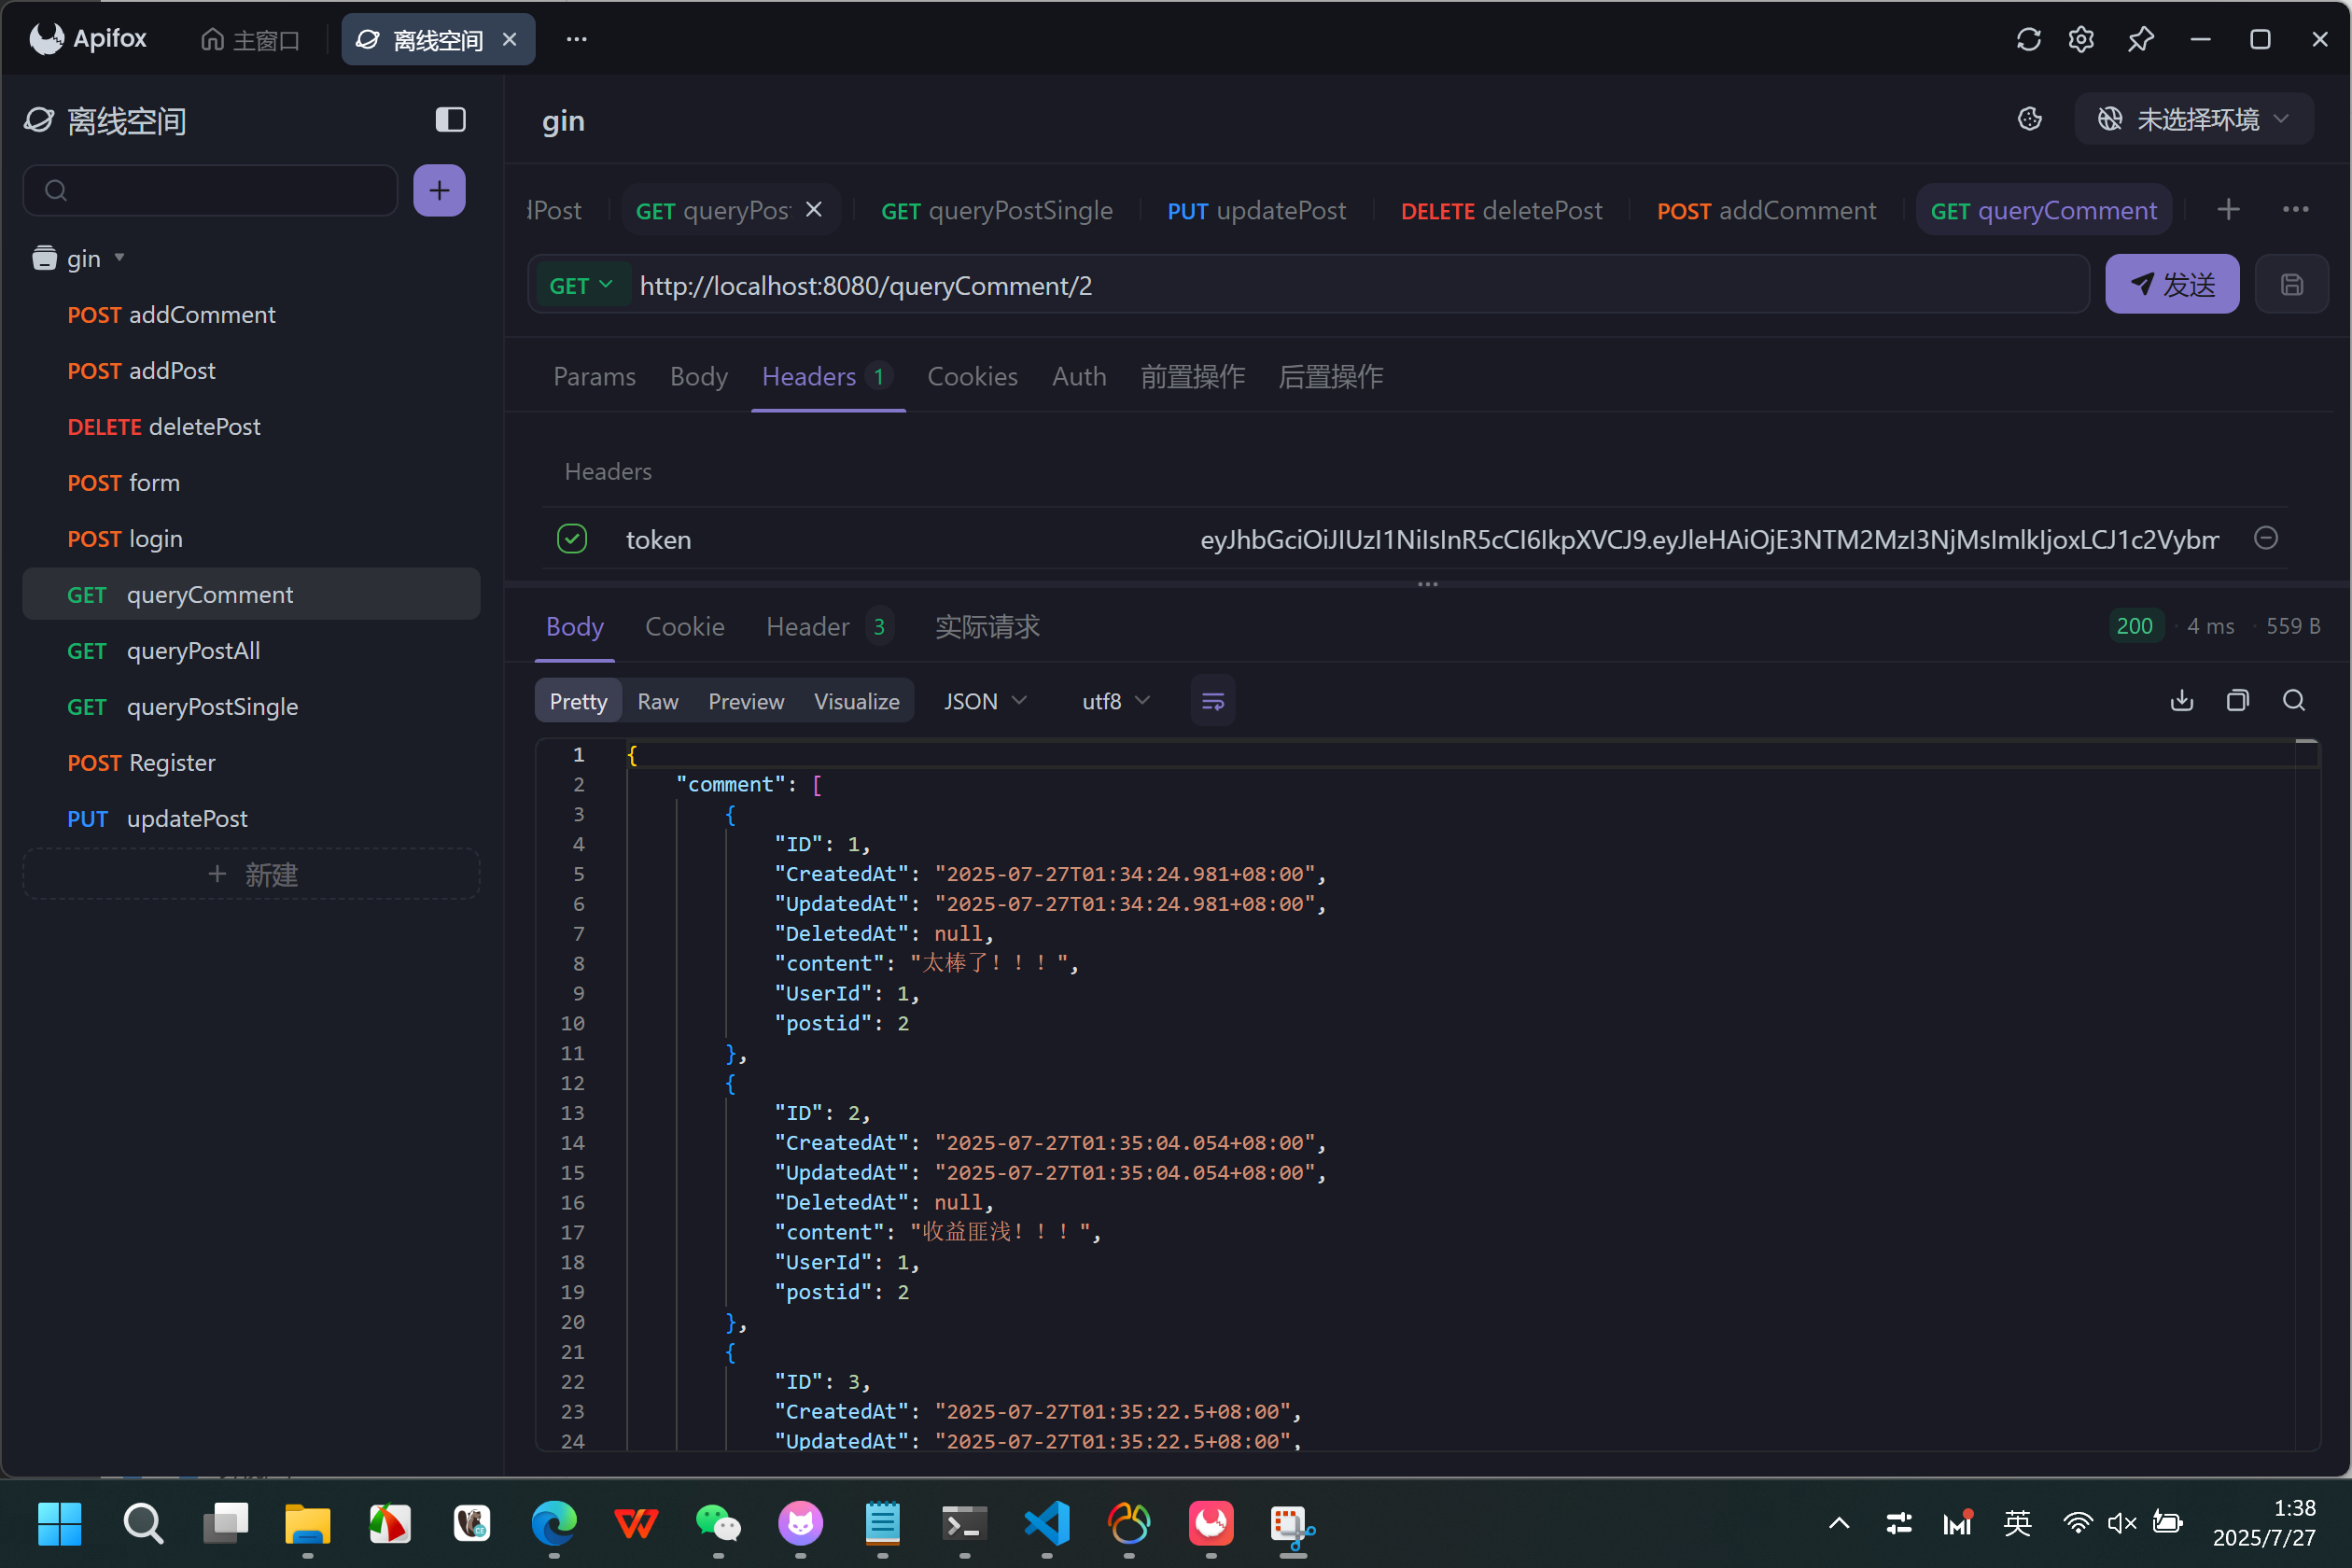 Apifox 主窗口 离线空间
离线空间
gin 未选择环境
dPost GET queryPos GET queryPostSingle PUT updatePost DELETE deletePost POST addComment GET queryComment
gin
POST addComment
POST addPost
DELETE deletePost
POST form
POST login
GET queryComment
GET queryPostAll
GET queryPostSingle
POST Register
PUT updatePost
新建
GET http://localhost:8080/queryComment/2 发送
Params Body Headers 1 Cookies Auth 前置操作 后置操作
Headers
token eyJhbGciOiJIUzI1NiIsInR5cCI6IkpXVCJ9.eyJleHAiOjE3NTM2MzI3NjMsImlkIjoxLCJ1c2Vybm
Body Cookie Header 3 实际请求 200 · 4 ms · 559 B
Pretty Raw Preview Visualize JSON utf8
1 {
2 "comment": [
3 {
4 "ID": 1,
5 "CreatedAt": "2025-07-27T01:34:24.981+08:00",
6 "UpdatedAt": "2025-07-27T01:34:24.981+08:00",
7 "DeletedAt": null,
8 "content": "太棒了！！！",
9 "UserId": 1,
10 "postid": 2
11 },
12 {
13 "ID": 2,
14 "CreatedAt": "2025-07-27T01:35:04.054+08:00",
15 "UpdatedAt": "2025-07-27T01:35:04.054+08:00",
16 "DeletedAt": null,
17 "content": "收益匪浅！！！",
18 "UserId": 1,
19 "postid": 2
20 },
21 {
22 "ID": 3,
23 "CreatedAt": "2025-07-27T01:35:22.5+08:00",
24 "UpdatedAt": "2025-07-27T01:35:22.5+08:00",
英
1:38
2025/7/27